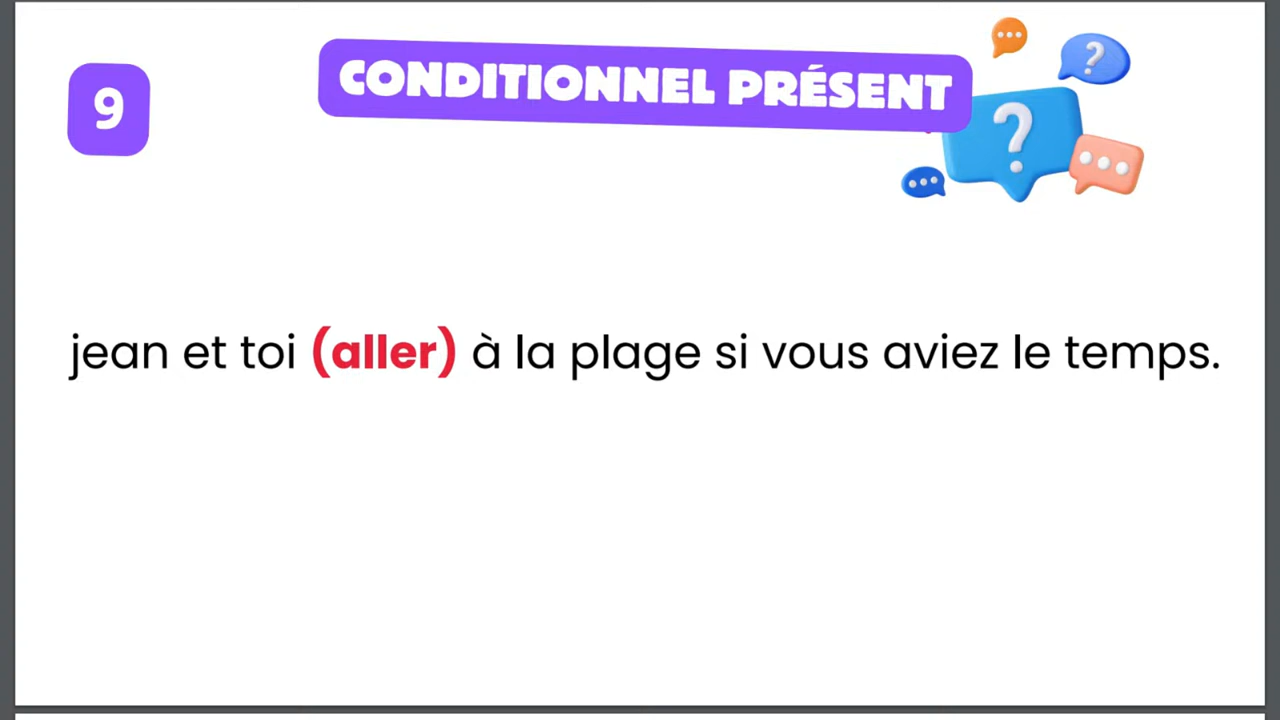 9
CONDITIONNEL PRÉSENT
?
?
jean et toi (aller) à la plage si vous aviez le temps.